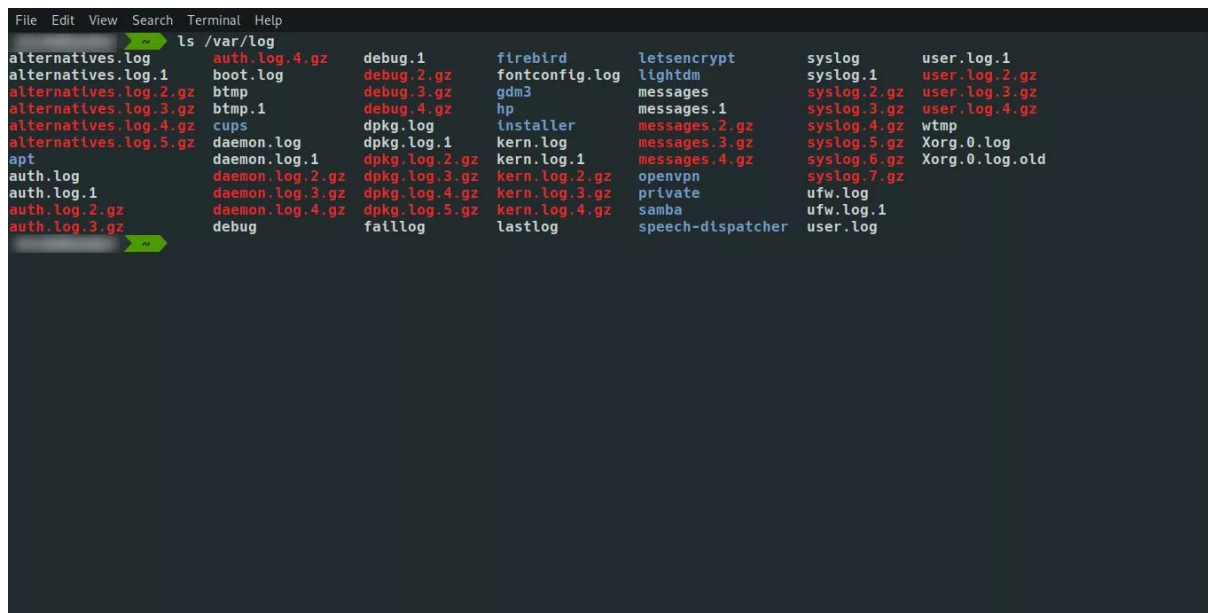 File Edit View Search Terminal Help
~ ls /var/log
alternatives.log auth.log.4.gz debug.1 firebird letsencrypt syslog user.log.1
alternatives.log.1 boot.log debug.2.gz fontconfig.log lightdm syslog.1 user.log.2.gz
alternatives.log.2.gz btmp debug.3.gz gdm3 messages syslog.2.gz user.log.3.gz
alternatives.log.3.gz btmp.1 debug.4.gz hp messages.1 syslog.3.gz user.log.4.gz
alternatives.log.4.gz cups dpkg.log installer messages.2.gz syslog.4.gz wtmp
alternatives.log.5.gz daemon.log dpkg.log.1 kern.log messages.3.gz syslog.5.gz Xorg.0.log
apt daemon.log.1 dpkg.log.2.gz kern.log.1 messages.4.gz syslog.6.gz Xorg.0.log.old
auth.log daemon.log.2.gz dpkg.log.3.gz kern.log.2.gz openvpn syslog.7.gz
auth.log.1 daemon.log.3.gz dpkg.log.4.gz kern.log.3.gz private ufw.log
auth.log.2.gz daemon.log.4.gz dpkg.log.5.gz kern.log.4.gz samba ufw.log.1
auth.log.3.gz debug faillog lastlog speech-dispatcher user.log
~